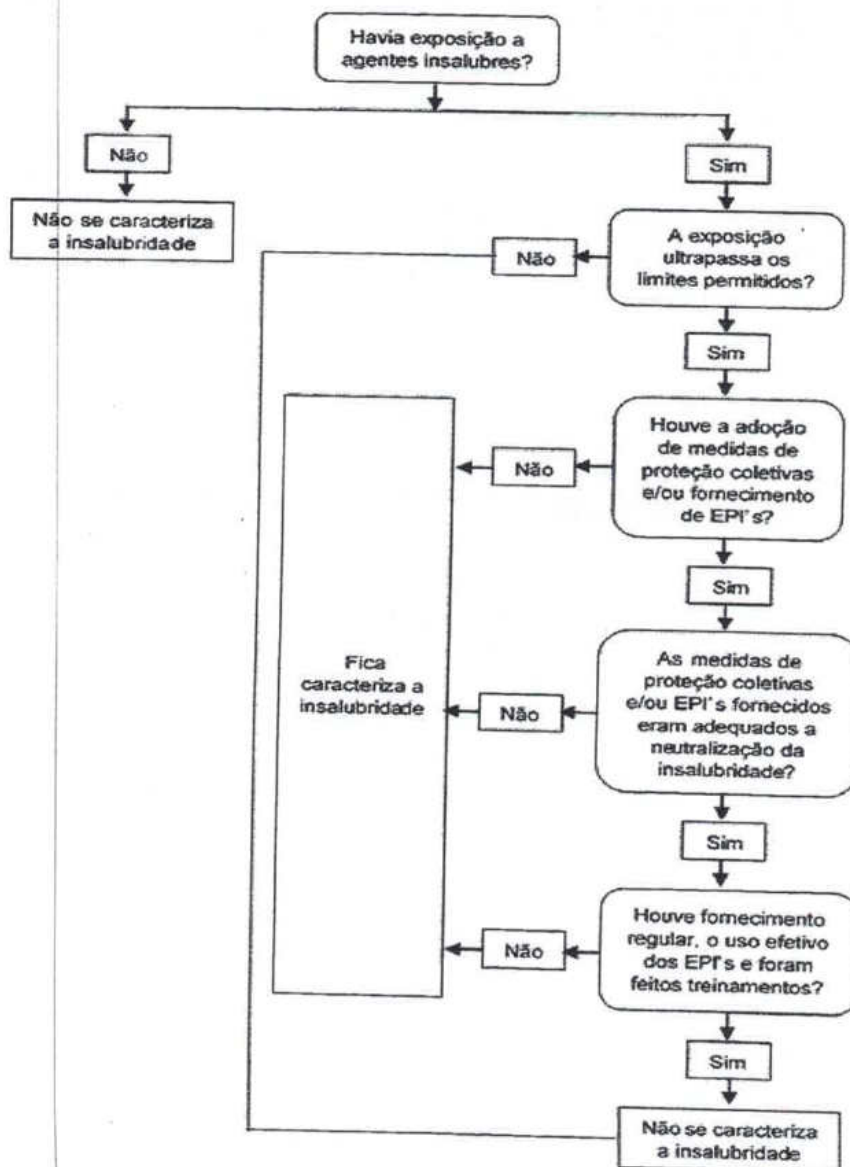 Havia exposição a
agentes insalubres?
Não
Sim
Não se caracteriza
a insalubridade
A exposição
ultrapassa os
limites permitidos?
Não
Sim
Houve a adoção
de medidas de
proteção coletivas
e/ou fornecimento
de EPI's?
Não
Sim
Fica
caracteriza a
insalubridade
As medidas de
proteção coletivas
e/ou EPI's fornecidos
eram adequados a
neutralização da
insalubridade?
Não
Sim
Houve fornecimento
regular, o uso efetivo
dos EPI's e foram
feitos treinamentos?
Não
Sim
Não se caracteriza
a insalubridade